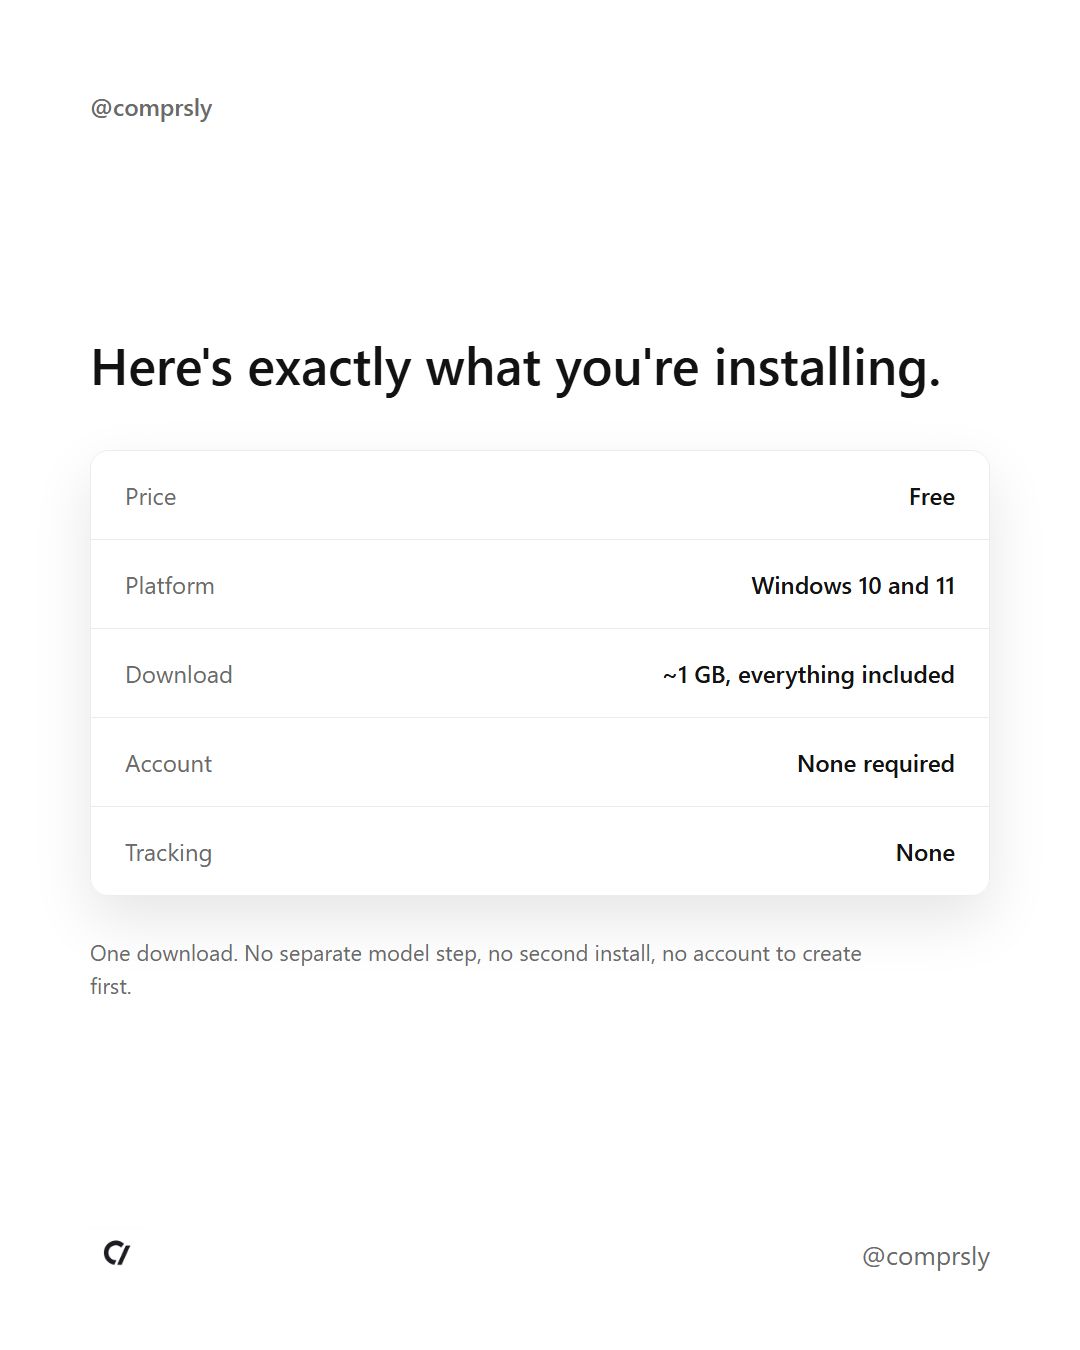 @comprsly
Here's exactly what you're installing.
Price Free
Platform Windows 10 and 11
Download ~1 GB, everything included
Account None required
Tracking None
One download. No separate model step, no second install, no account to create
first.
@comprsly